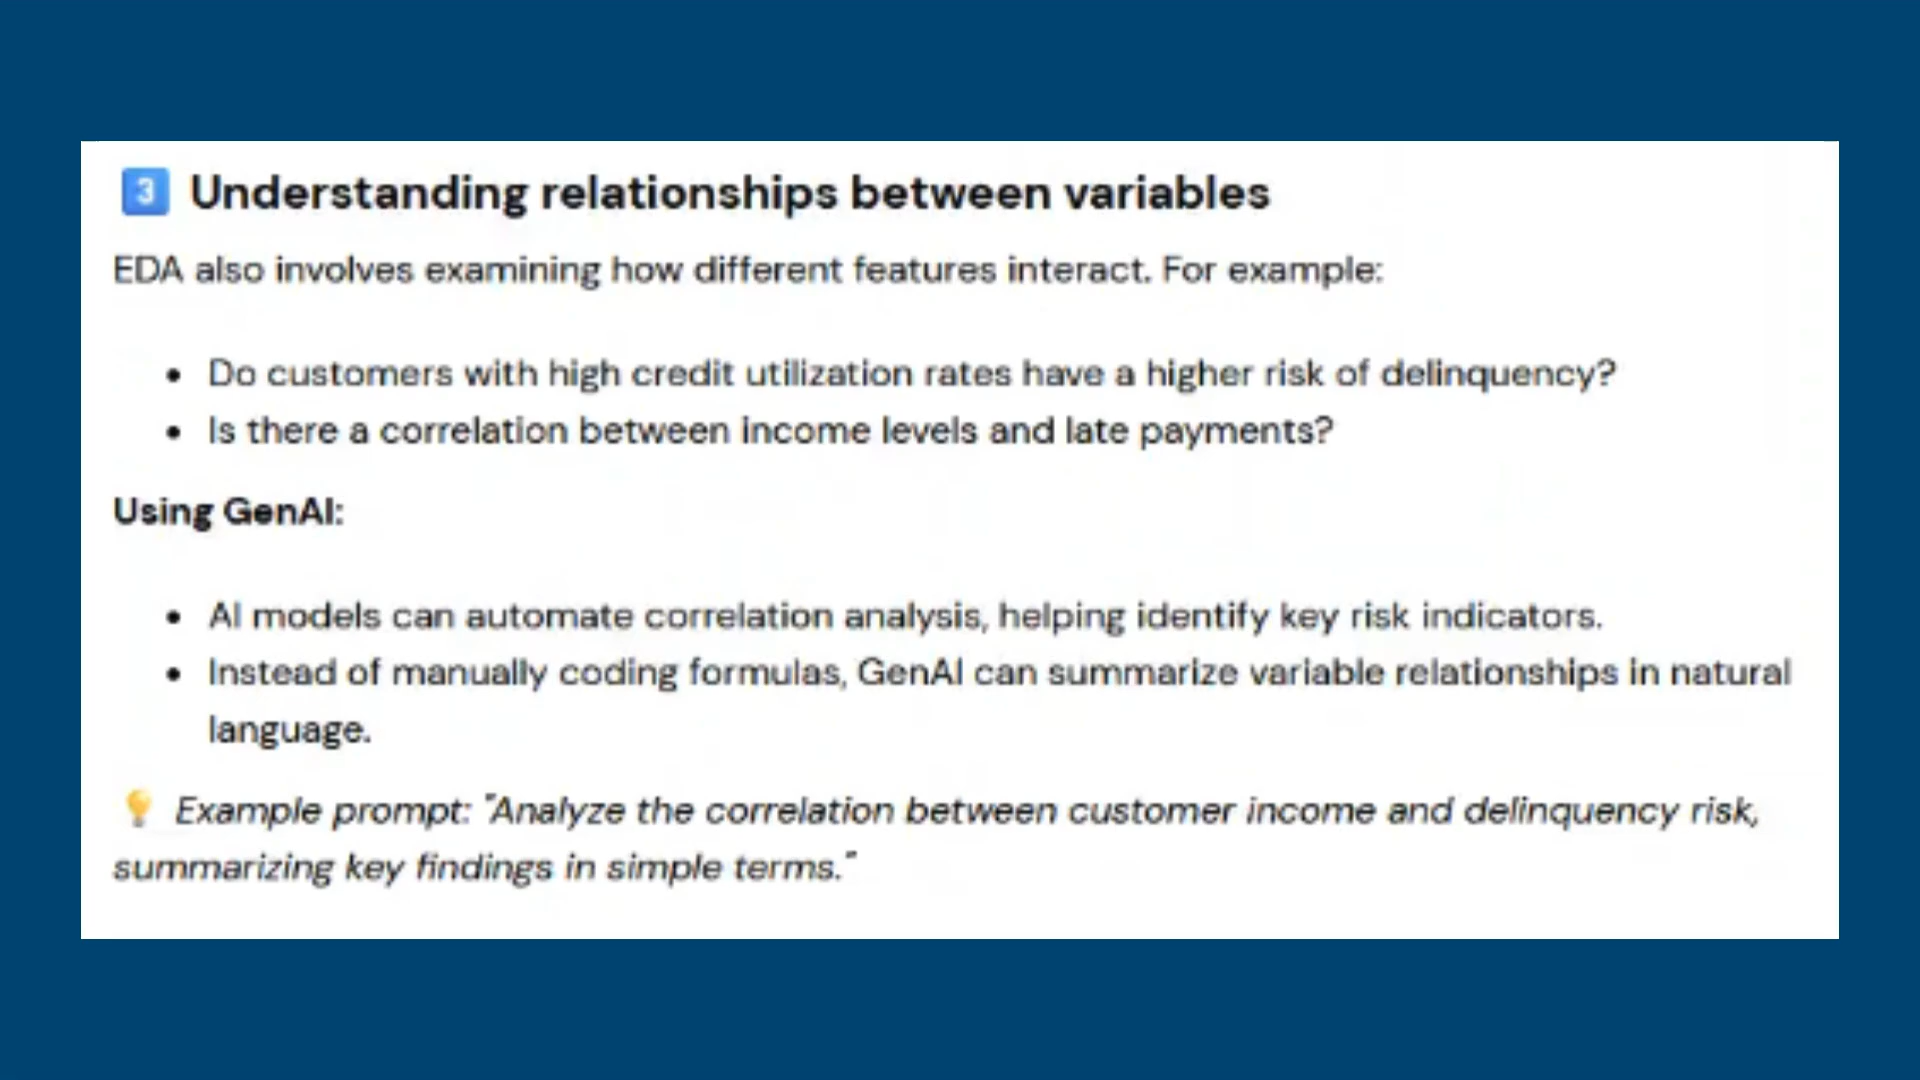 3 Understanding relationships between variables
EDA also involves examining how different features interact. For example:
• Do customers with high credit utilization rates have a higher risk of delinquency?
• Is there a correlation between income levels and late payments?
Using GenAI:
• AI models can automate correlation analysis, helping identify key risk indicators.
• Instead of manually coding formulas, GenAI can summarize variable relationships in natural
language.
💡 Example prompt: "Analyze the correlation between customer income and delinquency risk,
summarizing key findings in simple terms."